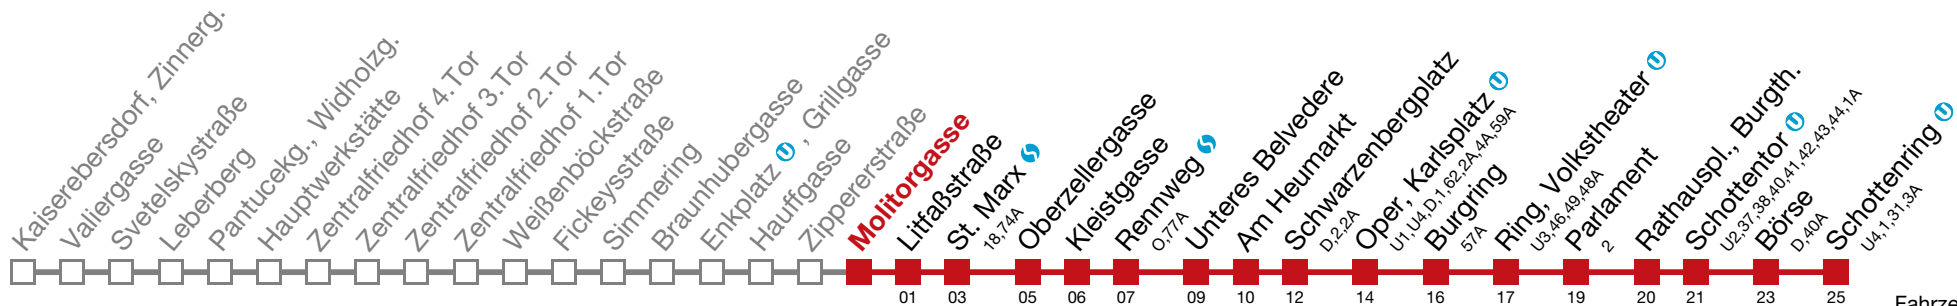 Kaiserebersdorf, Zinnerg.
Valiergasse
Svetelskystraße
Leberberg
Pantucekg., Widholzg.
Hauptwerkstätte
Zentralfriedhof 4.Tor
Zentralfriedhof 3.Tor
Zentralfriedhof 2.Tor
Zentralfriedhof 1.Tor
Weißenböckstraße
Fickeysstraße
Simmering
Braunhubergasse
Enkplatz U , Grillgasse
Hauffgasse
Zippererstraße
Molitorgasse
Litfaßstraße
01
St. Marx S
18,74A
03
Oberzellergasse
05
Kleistgasse
06
Rennweg S
O,77A
07
Unteres Belvedere
09
Am Heumarkt
10
Schwarzenbergplatz
D,2,2A
12
Oper, Karlsplatz U
U1,U4,D,1,62,2A,4A,59A
14
Burgring
57A
16
Ring, Volkstheater U
U3,46,49,48A
17
Parlament
2
19
Rathauspl., Burgth.
20
Schottentor U
U2,37,38,40,41,42,43,44,1A
21
Börse
D,40A
23
Schottenring U
U4,1,31,3A
25